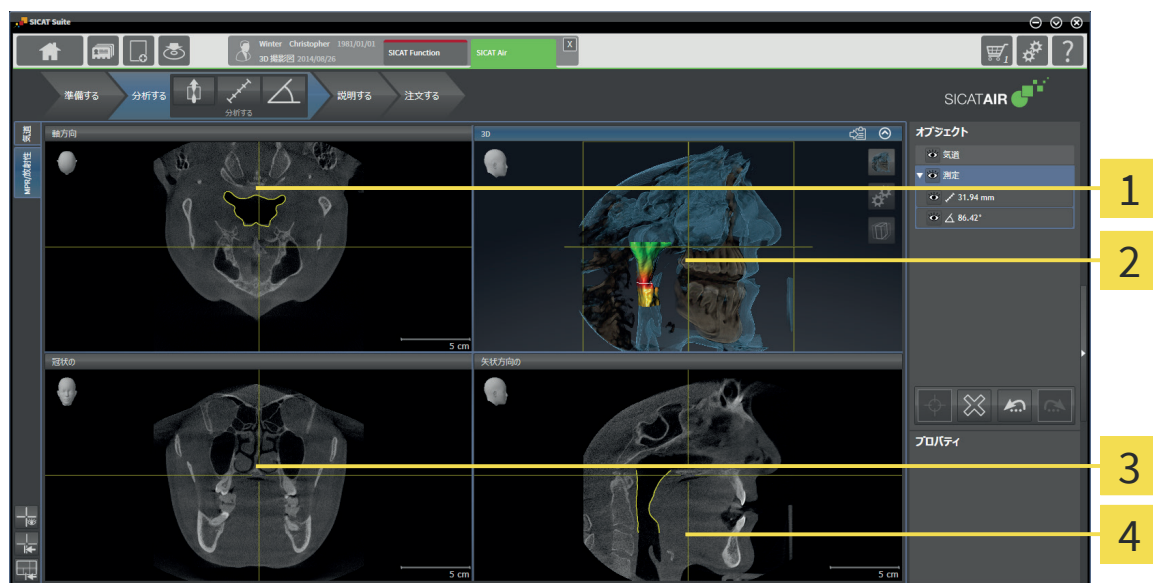 SICAT Suite
Winter Christopher 1981/01/01
3D 撮影図 2014/08/26
SICAT Function
SICAT Air
X
1
?
準備する
分析する
分析する
説明する
注文する
SICATAIR
気道
MPR/放射性
軸方向
3D
オブジェクト
気道
測定
31.94 mm
86.42°
1
2
5 cm
冠状の
矢状方向の
プロパティ
3
4
5 cm
5 cm